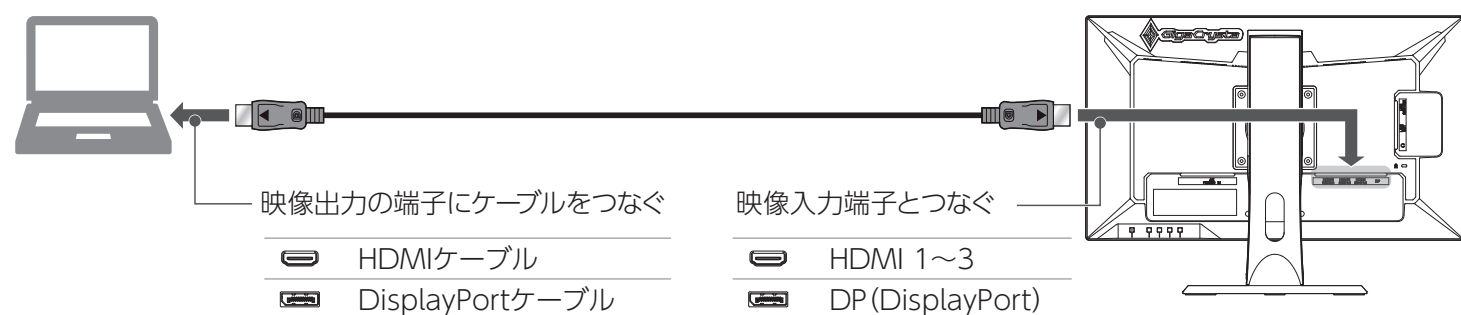 GigaCrysta
映像出力の端子にケーブルをつなぐ
HDMIケーブル
DisplayPortケーブル
映像入力端子とつなぐ
HDMI 1～3
DP(DisplayPort)